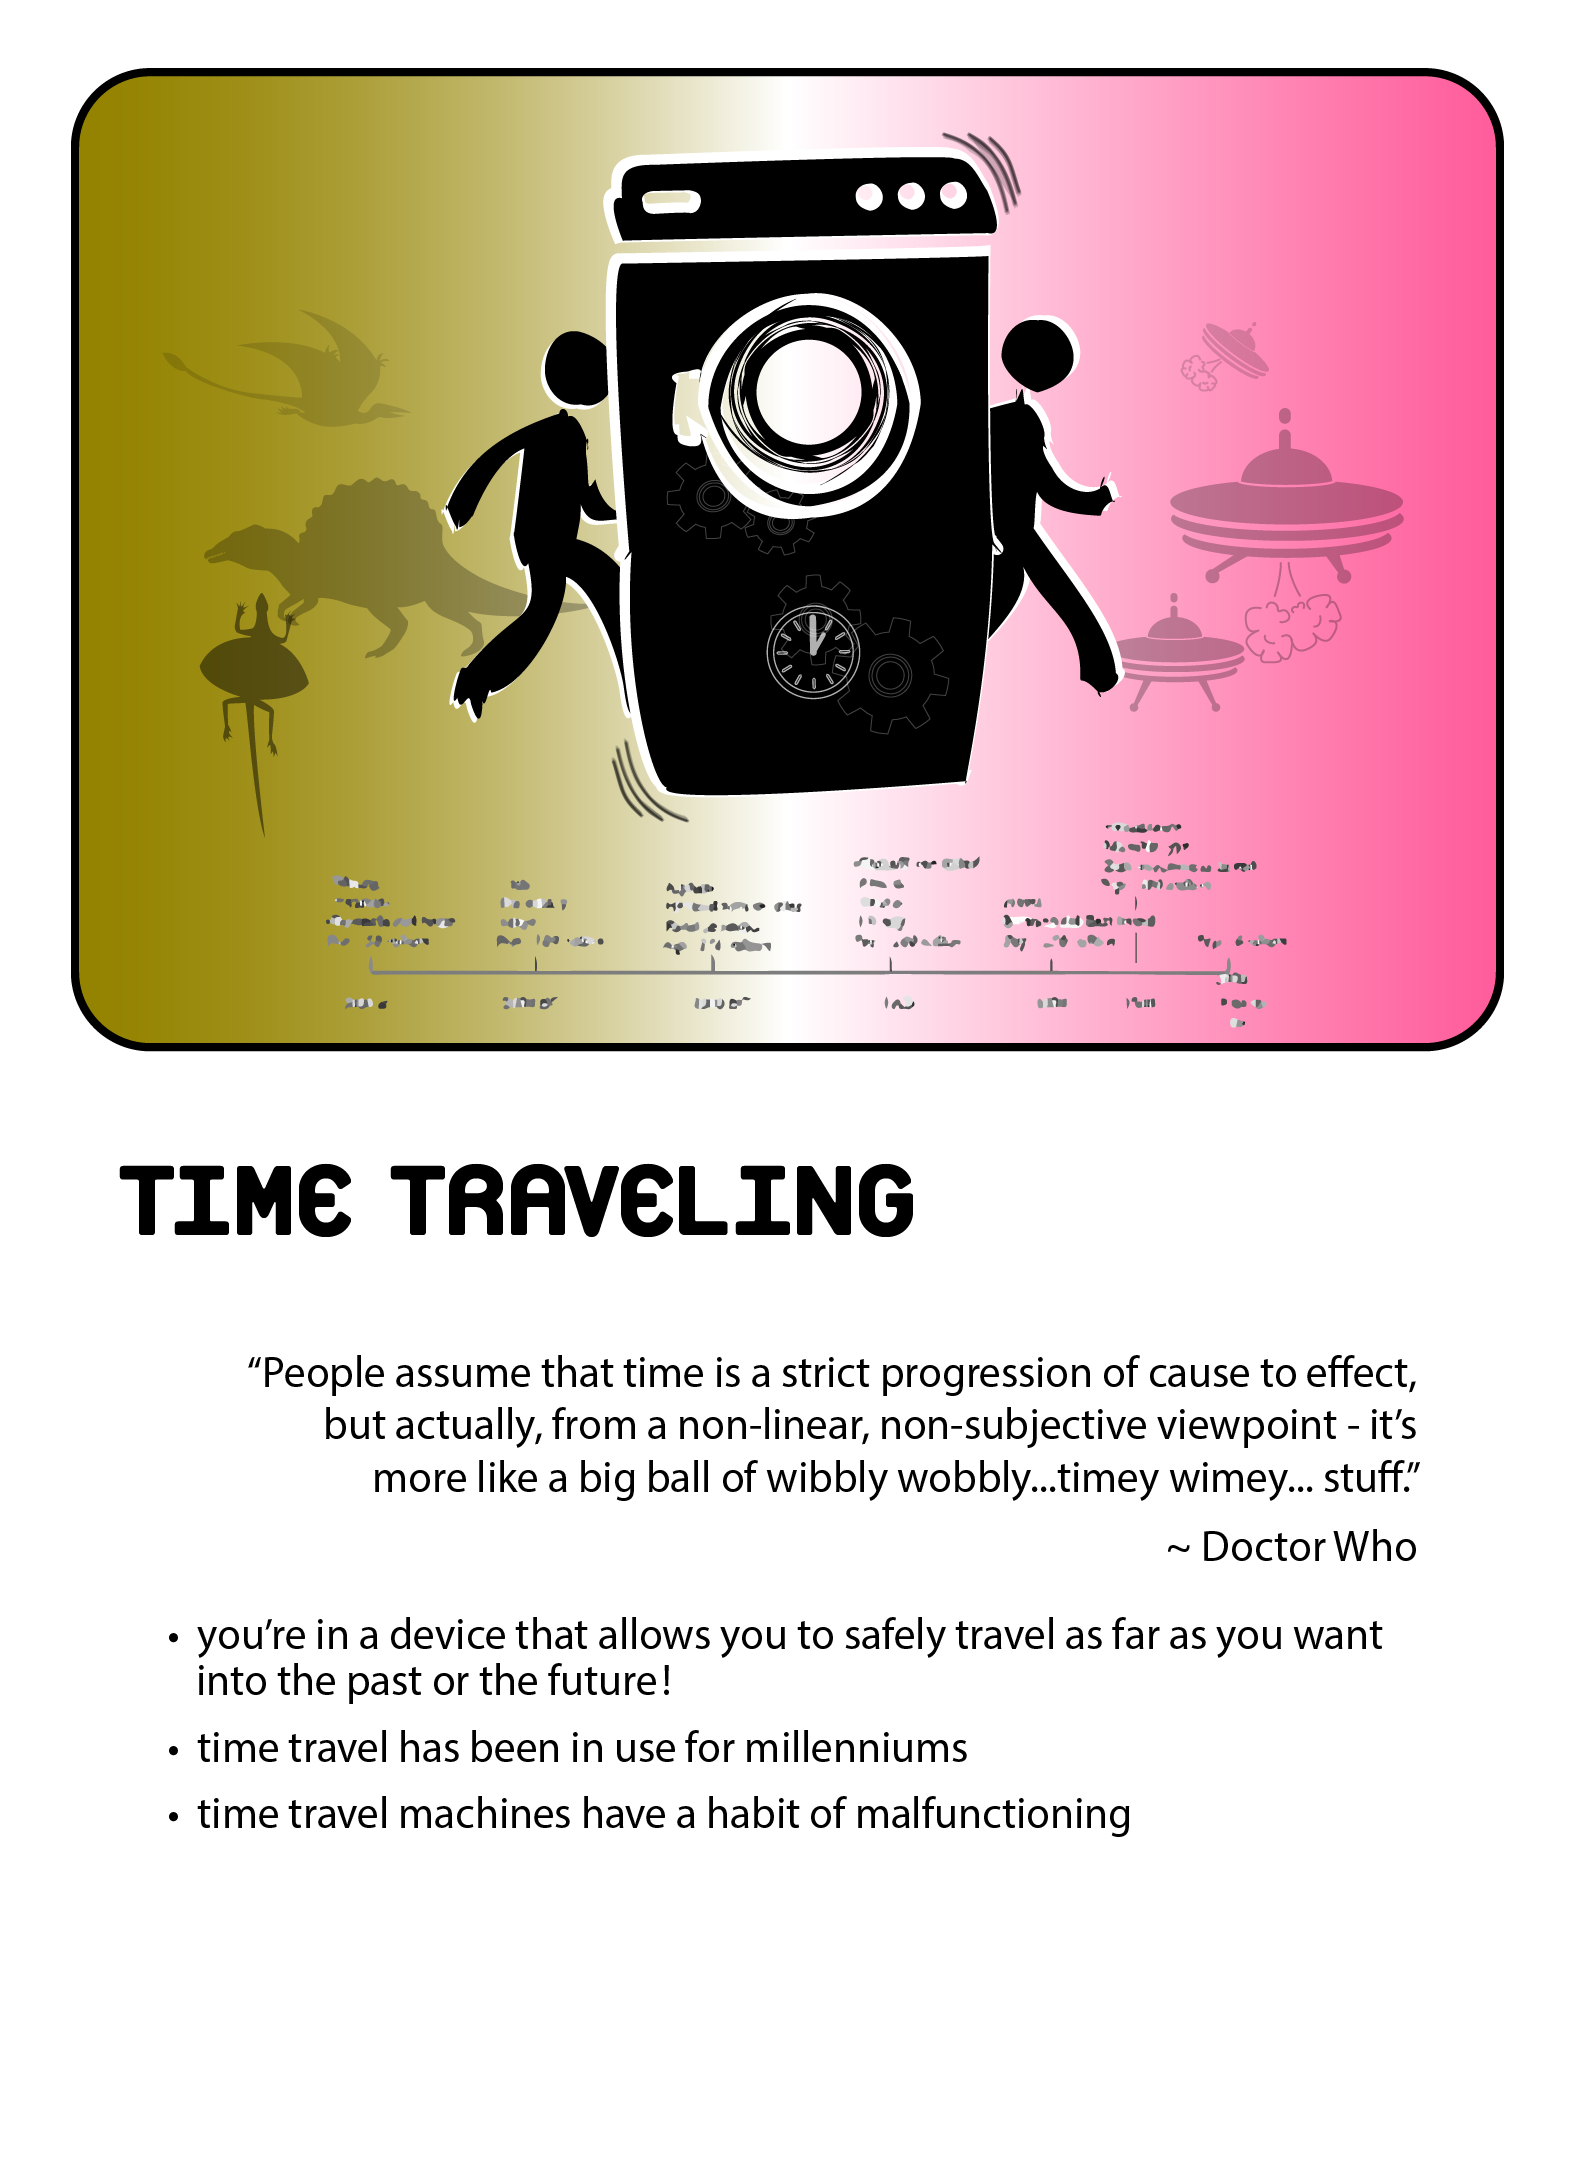 TIME TRAVELING
“People assume that time is a strict progression of cause to effect,
but actually, from a non-linear, non-subjective viewpoint - it’s
more like a big ball of wibbly wobbly...timey wimey... stuff.”
~ Doctor Who
• you’re in a device that allows you to safely travel as far as you want
into the past or the future!
• time travel has been in use for millenniums
• time travel machines have a habit of malfunctioning